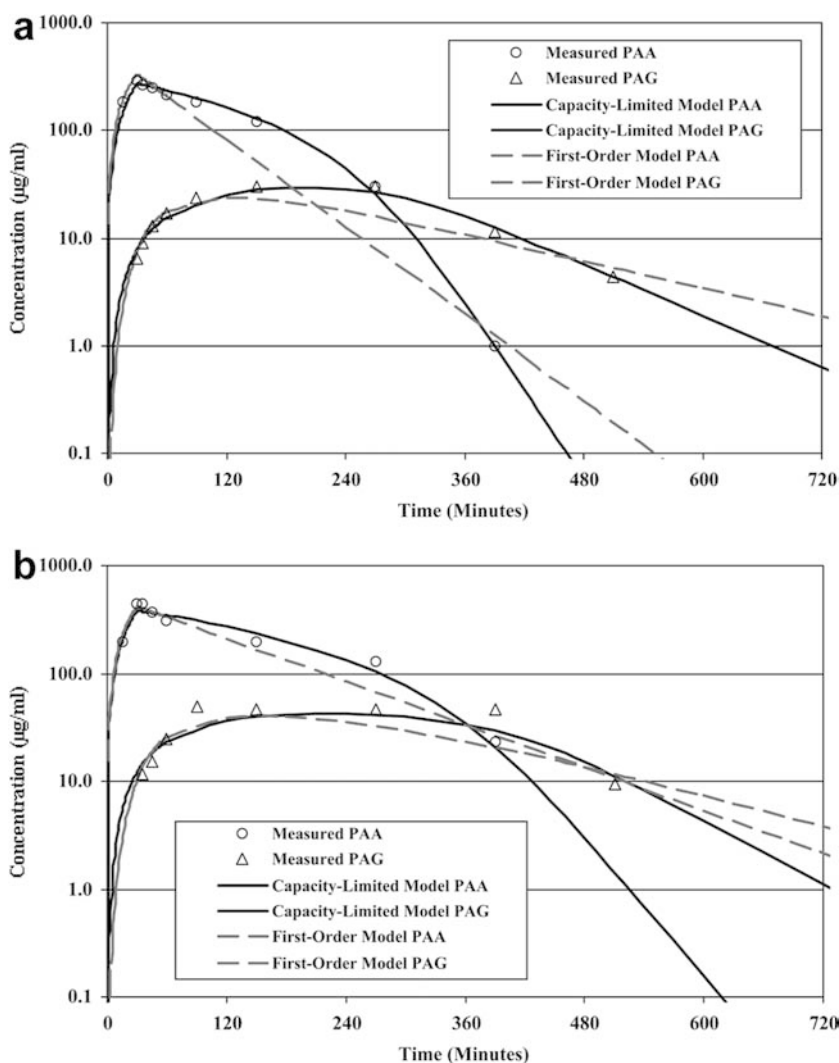 a
1000.0
100.0
10.0
1.0
0.1
Concentration (µg/ml)
Measured PAA
Measured PAG
Capacity-Limited Model PAA
Capacity-Limited Model PAG
First-Order Model PAA
First-Order Model PAG
0 120 240 360 480 600 720
Time (Minutes)
b
1000.0
100.0
10.0
1.0
0.1
Concentration (µg/ml)
Measured PAA
Measured PAG
Capacity-Limited Model PAA
Capacity-Limited Model PAG
First-Order Model PAA
First-Order Model PAG
0 120 240 360 480 600 720
Time (Minutes)